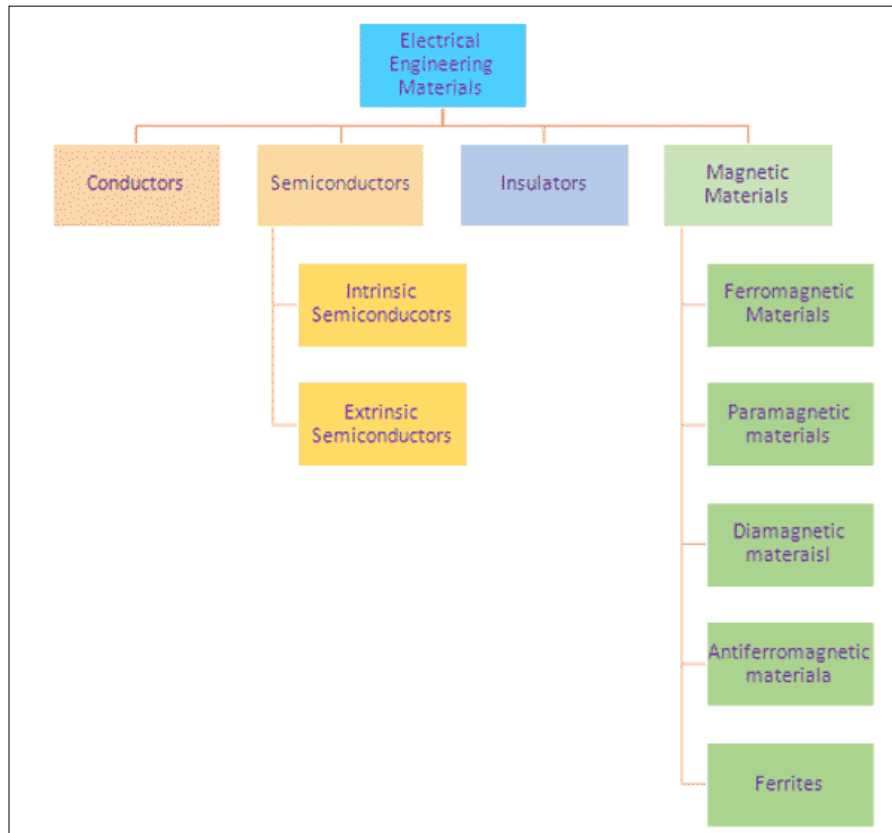 Electrical
Engineering
Materials
Conductors
Semiconductors
Insulators
Magnetic
Materials
Intrinsic
Semiconducotrs
Extrinsic
Semiconductors
Ferromagnetic
Materials
Paramagnetic
materials
Diamagnetic
materaisl
Antiferromagnetic
materiala
Ferrites